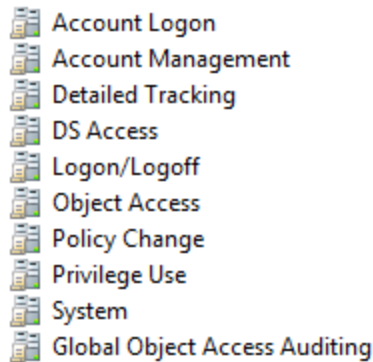 Account Logon
Account Management
Detailed Tracking
DS Access
Logon/Logoff
Object Access
Policy Change
Privilege Use
System
Global Object Access Auditing